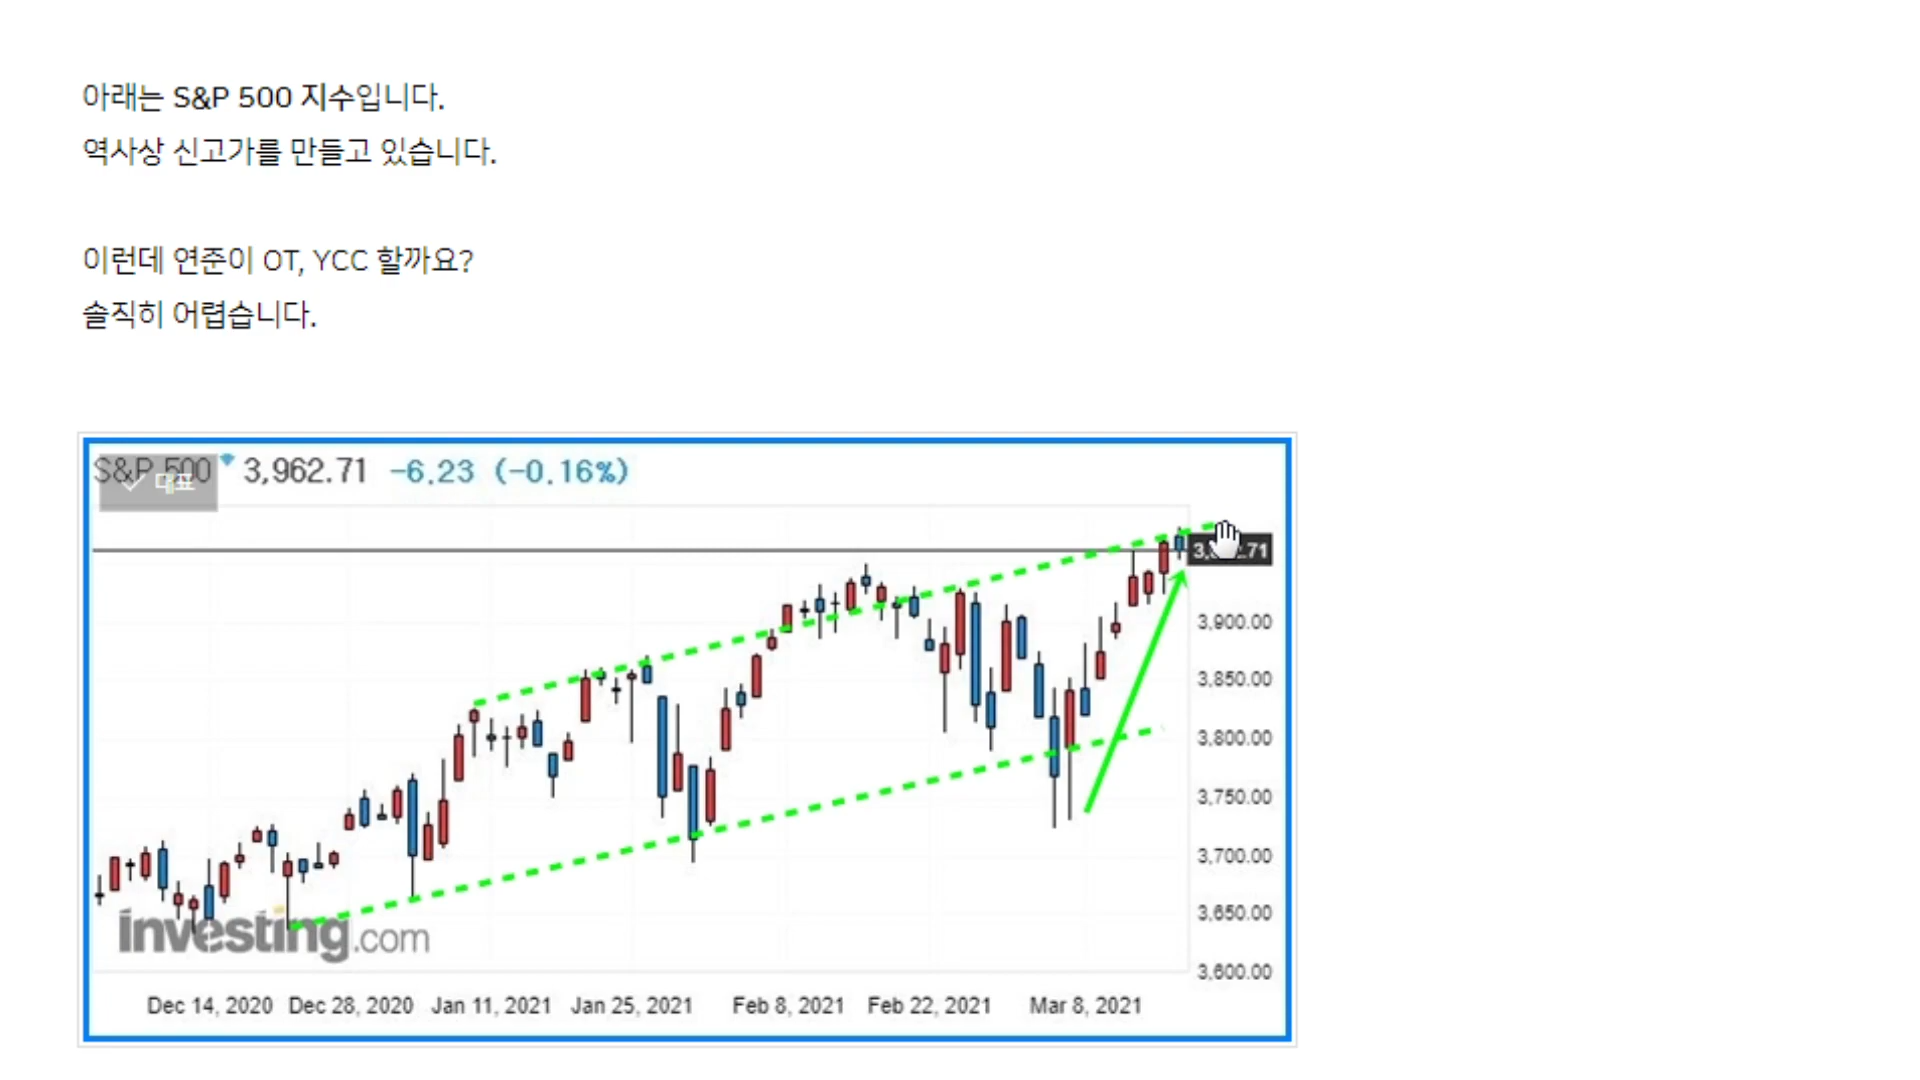 아래는 S&P 500 지수입니다.
역사상 신고가를 만들고 있습니다.
이런데 연준이 OT, YCC 할까요?
솔직히 어렵습니다.
S&P 500 3,962.71 -6.23 (-0.16%)
대표
3,900.00
3,850.00
3,800.00
3,750.00
3,700.00
3,650.00
3,600.00
Investing.com
Dec 14, 2020 Dec 28, 2020 Jan 11, 2021 Jan 25, 2021 Feb 8, 2021 Feb 22, 2021 Mar 8, 2021